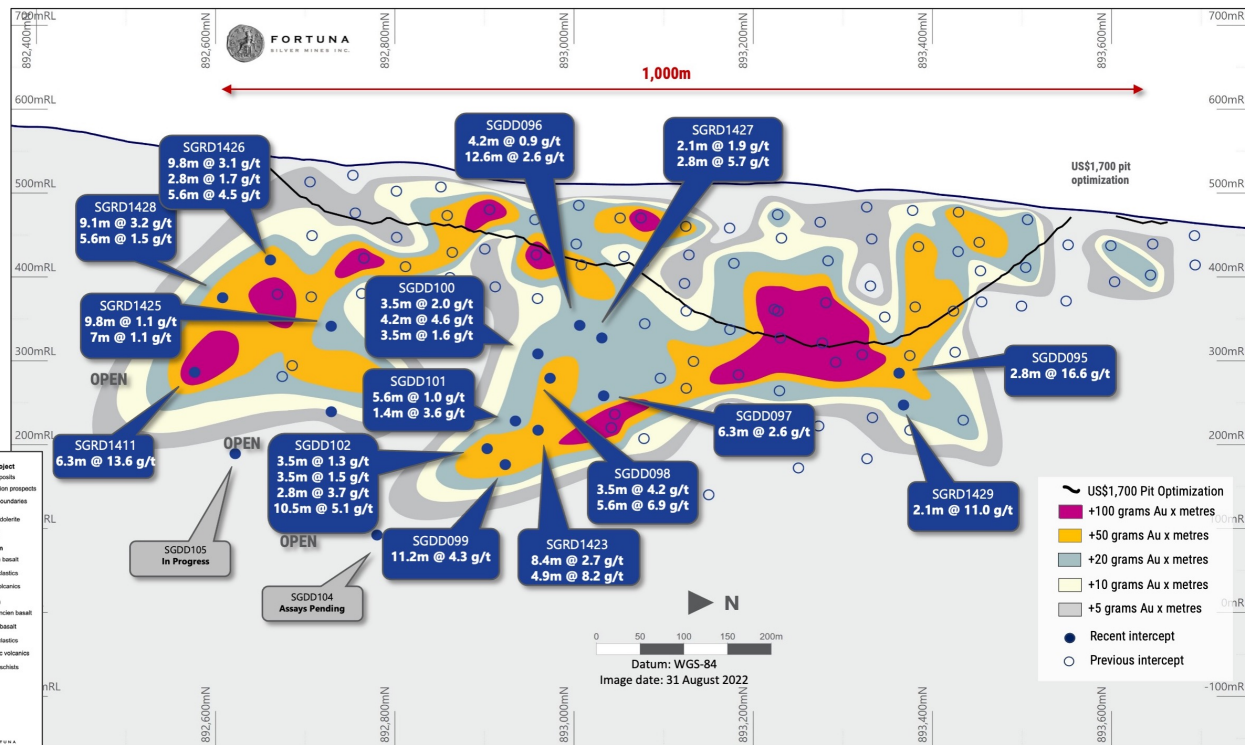 700mRL
700mRL
892,400mN
892,600mN
892,800mN
893,000mN
893,200mN
893,400mN
893,600mN
FORTUNA
SILVER MINES INC.
1,000m
600mRL
600mRL
SGRD1426
9.8m @ 3.1 g/t
2.8m @ 1.7 g/t
5.6m @ 4.5 g/t
SGDD096
4.2m @ 0.9 g/t
12.6m @ 2.6 g/t
SGRD1427
2.1m @ 1.9 g/t
2.8m @ 5.7 g/t
US$1,700 pit
optimization
500mRL
500mRL
SGRD1428
9.1m @ 3.2 g/t
5.6m @ 1.5 g/t
400mRL
400mRL
SGRD1425
9.8m @ 1.1 g/t
7m @ 1.1 g/t
SGDD100
3.5m @ 2.0 g/t
4.2m @ 4.6 g/t
3.5m @ 1.6 g/t
300mRL
300mRL
OPEN
SGDD095
2.8m @ 16.6 g/t
SGDD101
5.6m @ 1.0 g/t
1.4m @ 3.6 g/t
SGDD097
6.3m @ 2.6 g/t
200mRL
200mRL
SGRD1411
6.3m @ 13.6 g/t
OPEN
SGDD102
3.5m @ 1.3 g/t
3.5m @ 1.5 g/t
2.8m @ 3.7 g/t
10.5m @ 5.1 g/t
SGDD098
3.5m @ 4.2 g/t
5.6m @ 6.9 g/t
SGRD1429
2.1m @ 11.0 g/t
OPEN
SGDD099
11.2m @ 4.3 g/t
SGRD1423
8.4m @ 2.7 g/t
4.9m @ 8.2 g/t
SGDD105
In Progress
SGDD104
Assays Pending
N
0 50 100 150 200m
Datum: WGS-84
Image date: 31 August 2022
US$1,700 Pit Optimization
+100 grams Au x metres
+50 grams Au x metres
+20 grams Au x metres
+10 grams Au x metres
+5 grams Au x metres
Recent intercept
Previous intercept
100mRL
0mRL
-100mRL
mRL
892,600mN
892,800mN
893,000mN
893,200mN
893,400mN
893,600mN
dolerite
basalt
volcanics
basalt
volcanics
schists